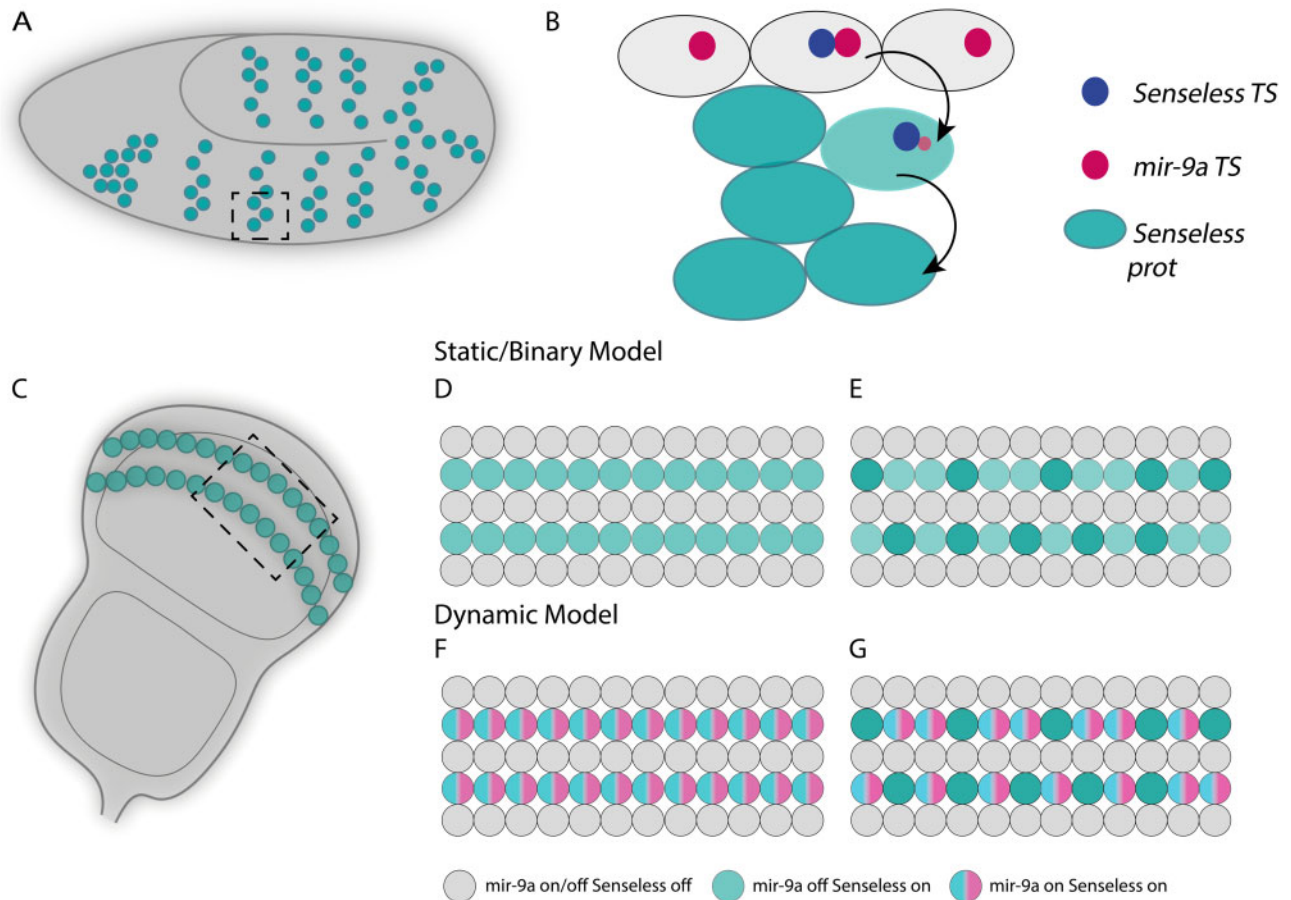 A
B
Senseless TS
mir-9a TS
Senseless
prot
Static/Binary Model
C
D
E
Dynamic Model
F
G
mir-9a on/off Senseless off
mir-9a off Senseless on
mir-9a on Senseless on